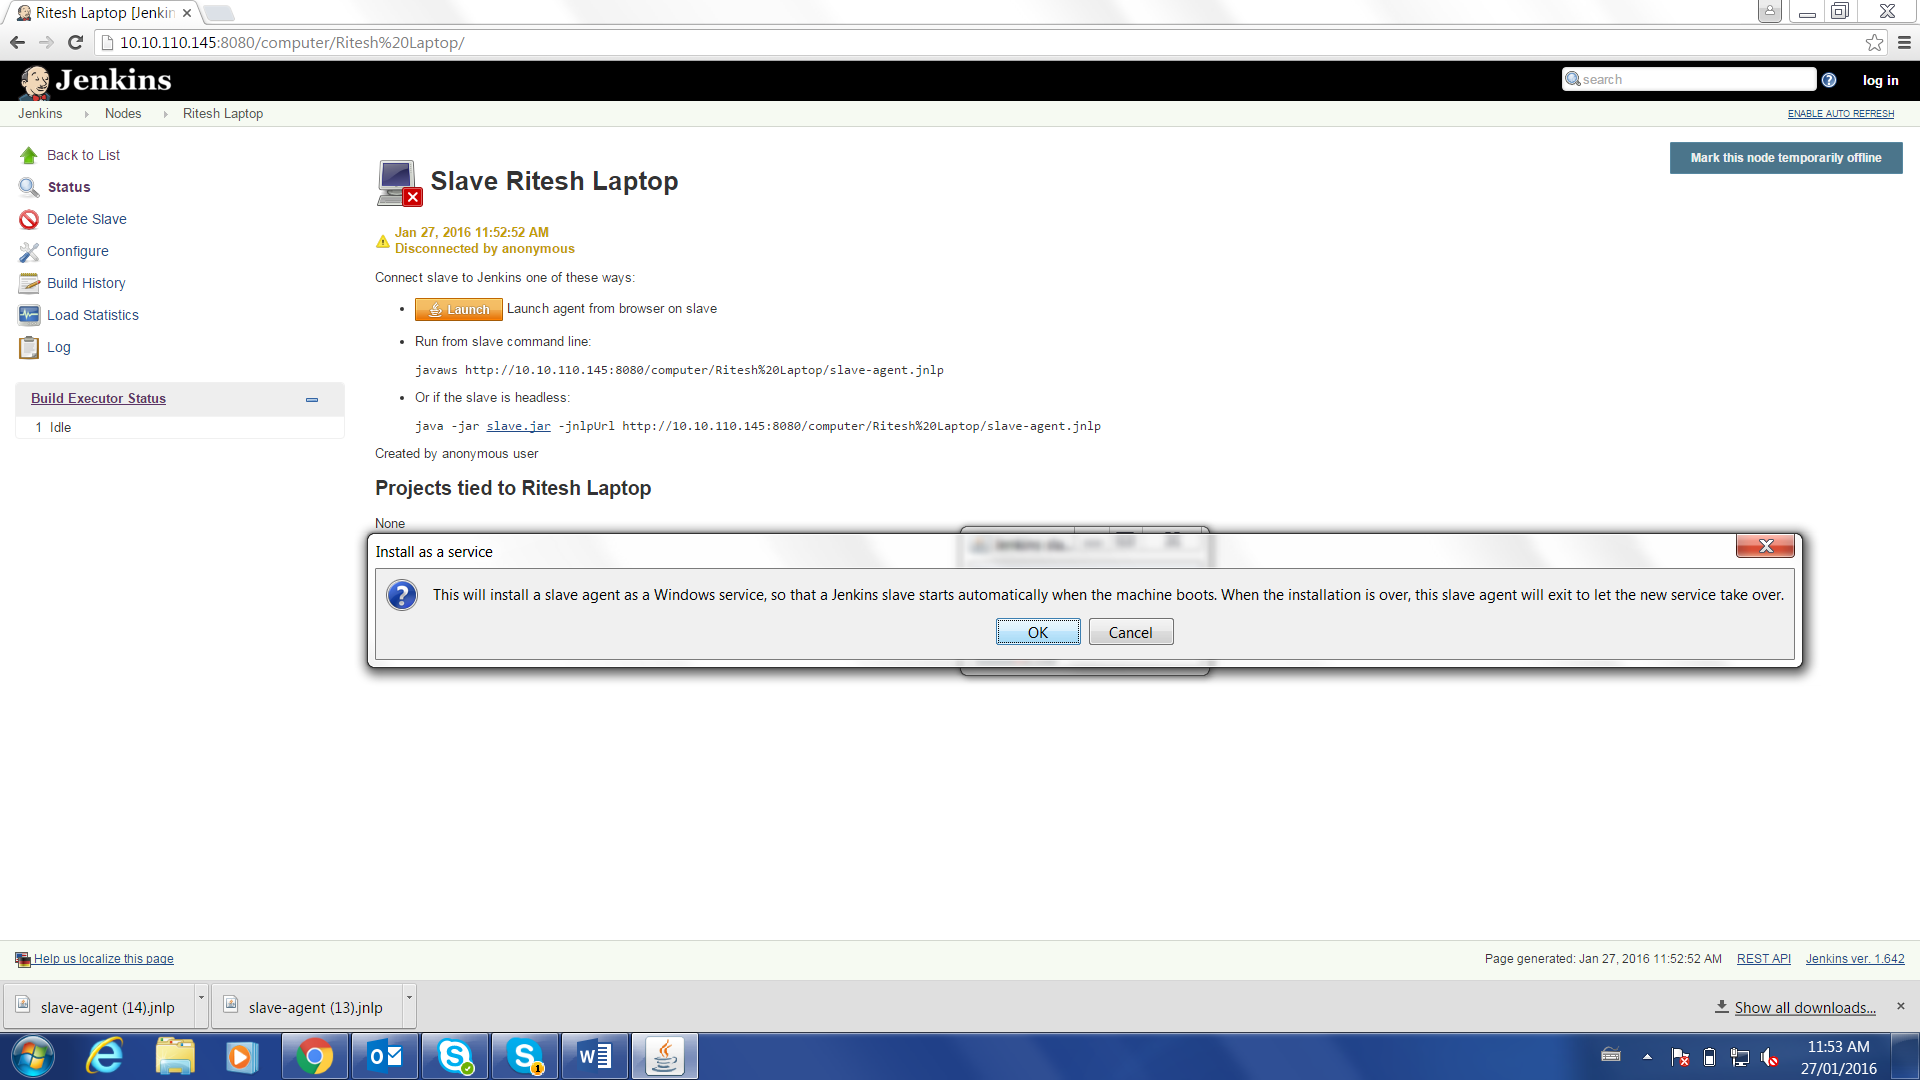 Ritesh Laptop [Jenkin
10.10.110.145:8080/computer/Ritesh%20Laptop/
Jenkins
search
log in
Jenkins
Nodes
Ritesh Laptop
ENABLE AUTO REFRESH
Back to List
Status
Delete Slave
Configure
Build History
Load Statistics
Log
Build Executor Status
1 Idle
Slave Ritesh Laptop
Mark this node temporarily offline
Jan 27, 2016 11:52:52 AM
Disconnected by anonymous
Connect slave to Jenkins one of these ways:
Launch Launch agent from browser on slave
Run from slave command line:
javaws http://10.10.110.145:8080/computer/Ritesh%20Laptop/slave-agent.jnlp
Or if the slave is headless:
java -jar slave.jar -jnlpUrl http://10.10.110.145:8080/computer/Ritesh%20Laptop/slave-agent.jnlp
Created by anonymous user
Projects tied to Ritesh Laptop
None
Install as a service
This will install a slave agent as a Windows service, so that a Jenkins slave starts automatically when the machine boots. When the installation is over, this slave agent will exit to let the new service take over.
OK
Cancel
Help us localize this page
Page generated: Jan 27, 2016 11:52:52 AM
REST API
Jenkins ver. 1.642
slave-agent (14).jnlp
slave-agent (13).jnlp
Show all downloads...
11:53 AM
27/01/2016